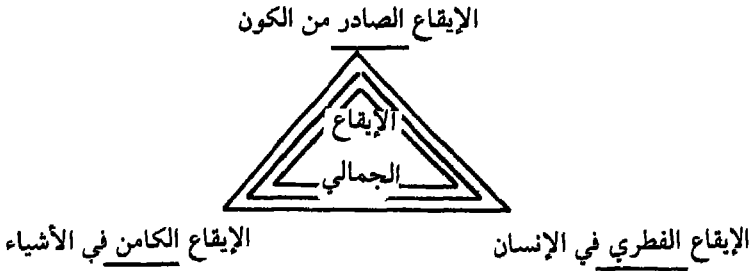 الإيقاع الصادر من الكون
الإيقاع
الجمالي
الإيقاع الفطري في الإنسان
الإيقاع الكامن في الأشياء